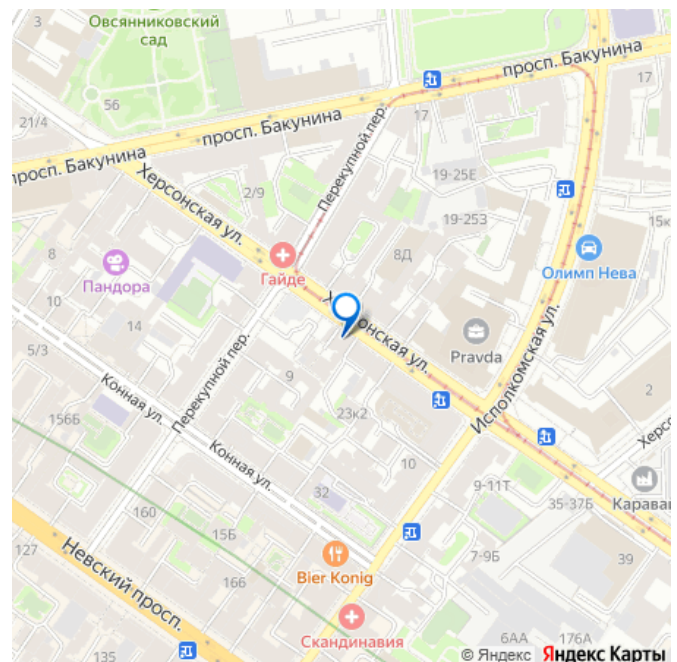 3
Овсянниковский
сад
56
21/4
просп. Бакунина
17
17
просп. Бакунина
просп. Бакунина
Перекупной пер.
19-25Е
2/9
Херсонская ул.
19-253
15к
8
8Д
Пандора
Гайде
Олимп Нева
10
14
Херсонская ул.
Pravda
Исполкомская ул.
5/3
Перекупной пер.
9
2
Конная ул.
156Б
23к2
Херсо
Конная ул.
10
32
9-11Т
Караван
160
15Б
35-37Б
127
Невский просп.
166
Bier Konig
7-9Б
39
Скандинавия
6АА
176А
135
© Яндекс Яндекс Карты